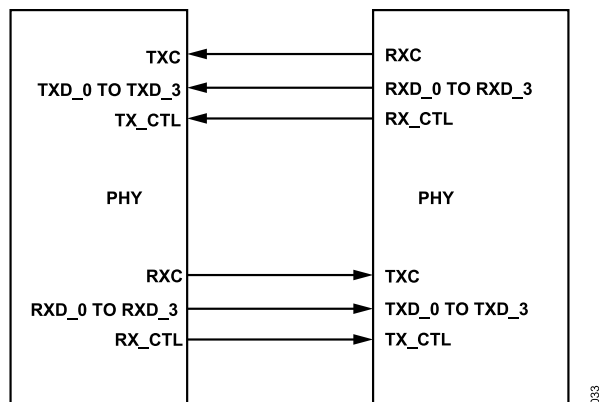 TXC
RXC
TXD_0 TO TXD_3
RXD_0 TO RXD_3
TX_CTL
RX_CTL
PHY
PHY
RXC
TXC
RXD_0 TO RXD_3
TXD_0 TO TXD_3
RX_CTL
TX_CTL
033